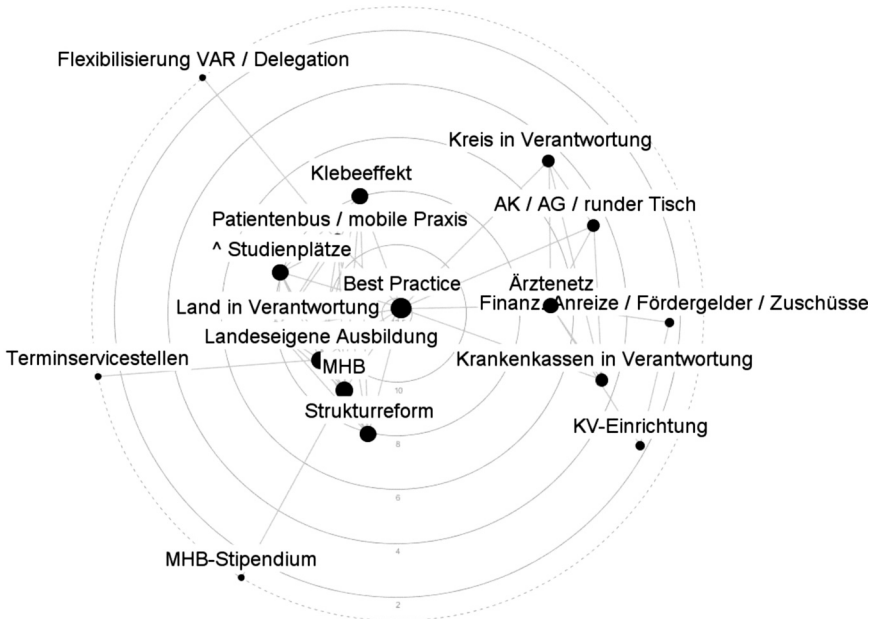 Flexibilisierung VAR / Delegation
Kreis in Verantwortung
Klebeeffekt
AK / AG / runder Tisch
Patientenbus / mobile Praxis
^ Studienplätze
Best Practice
Ärztenetz
Land in Verantwortung
Finanz. Anreize / Fördergelder / Zuschüsse
Landeseigene Ausbildung
Terminservicestellen
MHB
Krankenkassen in Verantwortung
10
Strukturreform
KV-Einrichtung
8
6
4
MHB-Stipendium
2